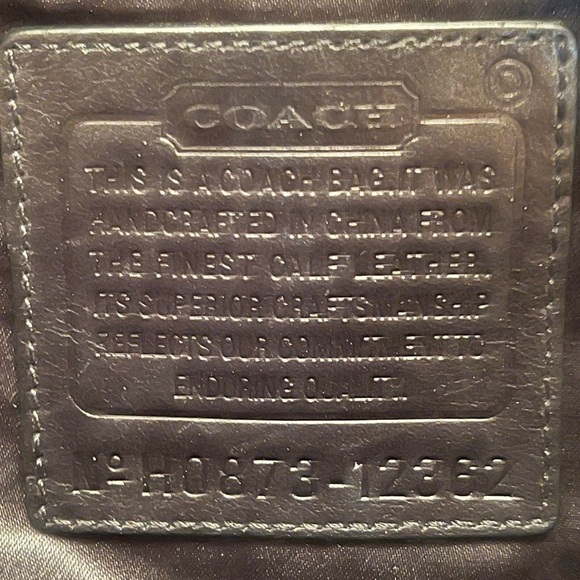 COACH
©
THIS IS A COACH BAG. IT WAS
HANDCRAFTED IN CHINA FROM
THE FINEST CALF LEATHER.
ITS SUPERIOR CRAFTSMANSHIP
REFLECTS OUR COMMITMENT TO
ENDURING QUALITY.
Nº H0873-12362